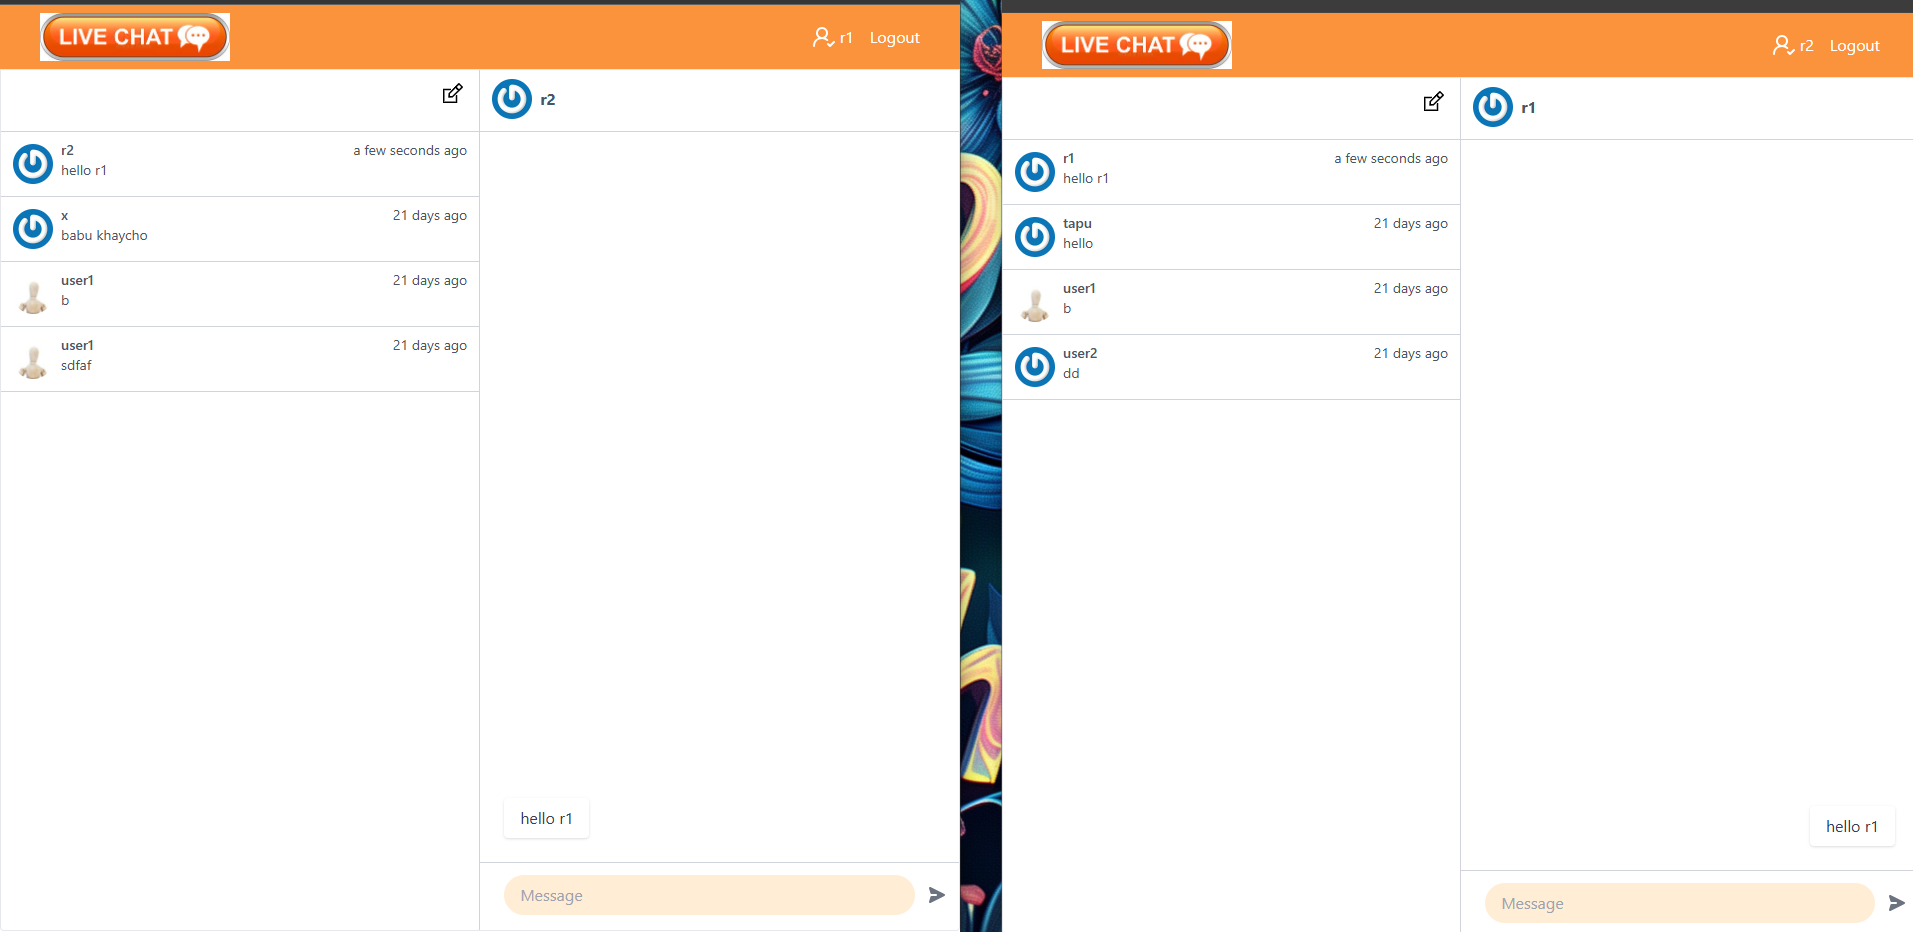 LIVE CHAT
r1 Logout
r2
r2 a few seconds ago
hello r1
x 21 days ago
babu khaycho
user1 21 days ago
b
user1 21 days ago
sdfaf
hello r1
Message
LIVE CHAT
r2 Logout
r1
r1 a few seconds ago
hello r1
tapu 21 days ago
hello
user1 21 days ago
b
user2 21 days ago
dd
hello r1
Message